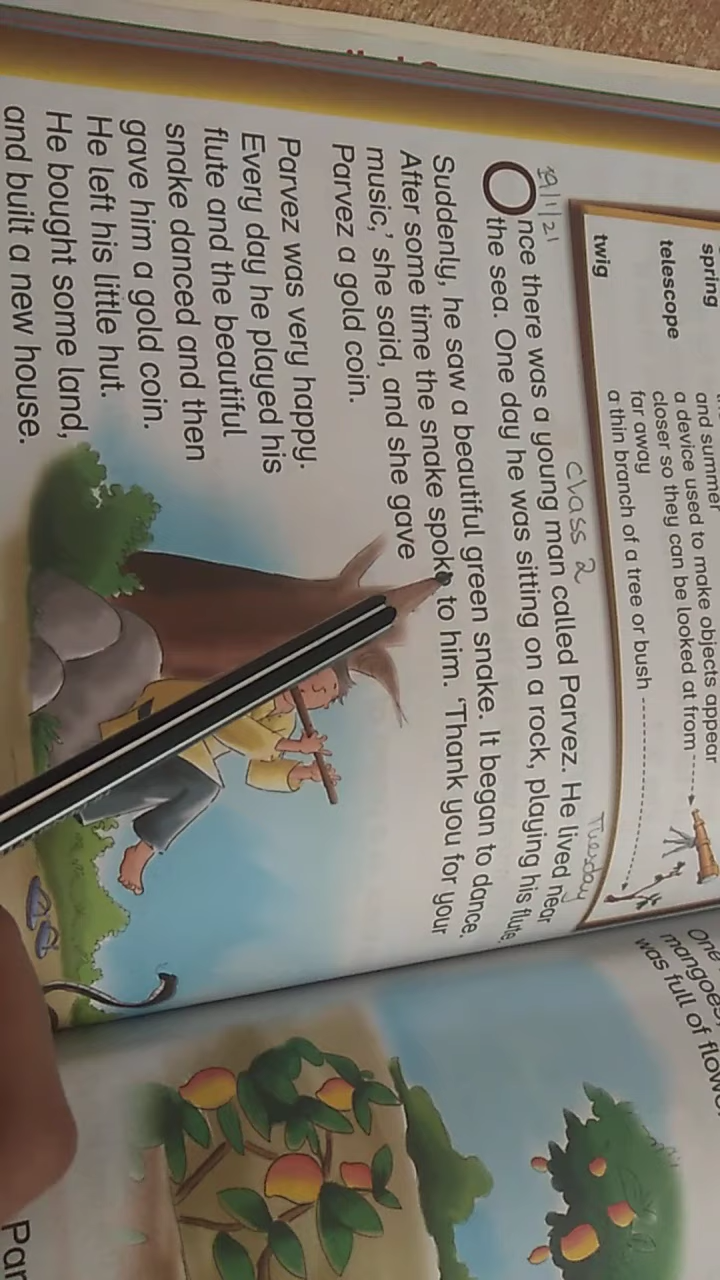 spring
and summer
telescope
a device used to make objects appear
closer so they can be looked at from
far away
twig
a thin branch of a tree or bush
19/1/21
Class 2
Tuesday
Once there was a young man called Parvez. He lived near
the sea. One day he was sitting on a rock, playing his flute.
Suddenly, he saw a beautiful green snake. It began to dance.
After some time the snake spoke to him. ‘Thank you for your
music,’ she said, and she gave
Parvez a gold coin.
Parvez was very happy.
Every day he played his
flute and the beautiful
snake danced and then
gave him a gold coin.
He left his little hut.
He bought some land,
and built a new house.
One
mangoes
was full of
Par